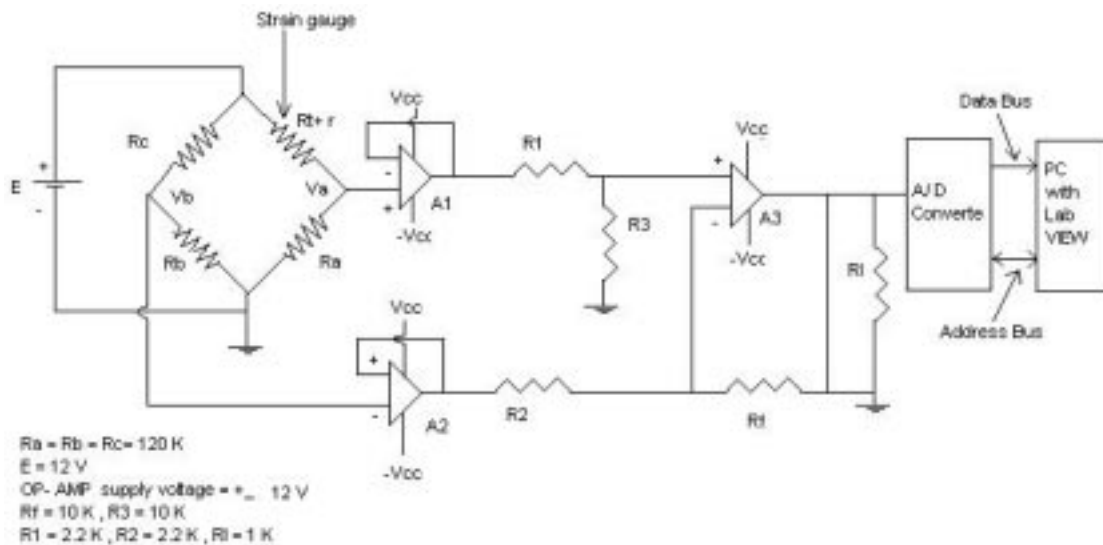 Strain gauge
Rc
Rt+ r
Vb
Va
Rb
Ra
E
+
-
Vcc
-
+
A1
-Vcc
R1
R3
Vcc
+
-
A3
-Vcc
A/D
Converte
Data Bus
PC
with
Lab
VIEW
Address Bus
Rl
Vcc
+
-
A2
-Vcc
R2
Rf
Ra = Rb = Rc= 120 K
E = 12 V
OP- AMP supply voltage = +_ 12 V
Rf = 10 K , R3 = 10 K
R1 = 2.2 K , R2 = 2.2 K , Rl = 1 K